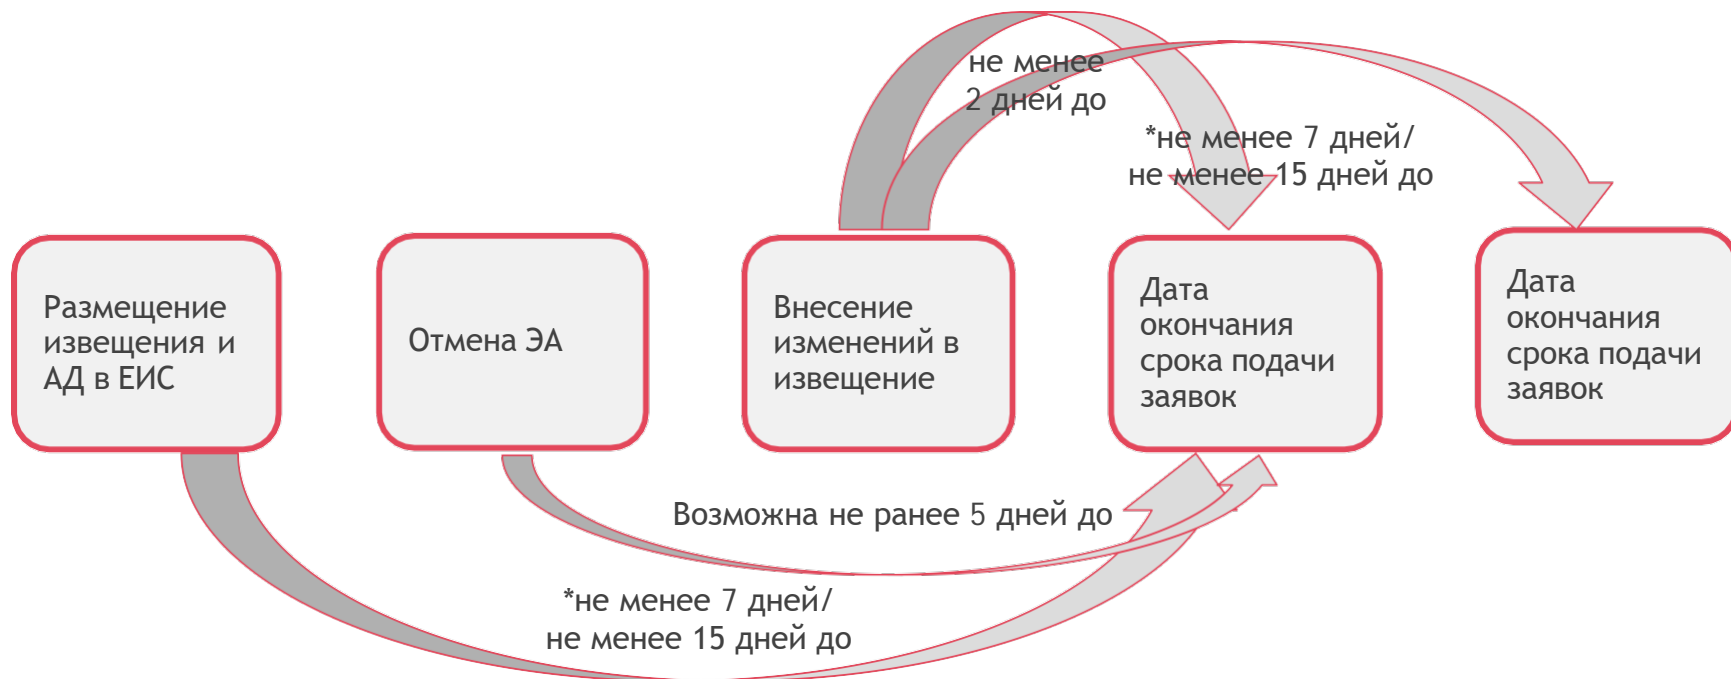 не менее
2 дней до
*не менее 7 дней/
не менее 15 дней до
Размещение
извещения и
АД в ЕИС
Отмена ЭА
Внесение
изменений в
извещение
Дата
окончания
срока подачи
заявок
Дата
окончания
срока подачи
заявок
Возможна не ранее 5 дней до
*не менее 7 дней/
не менее 15 дней до